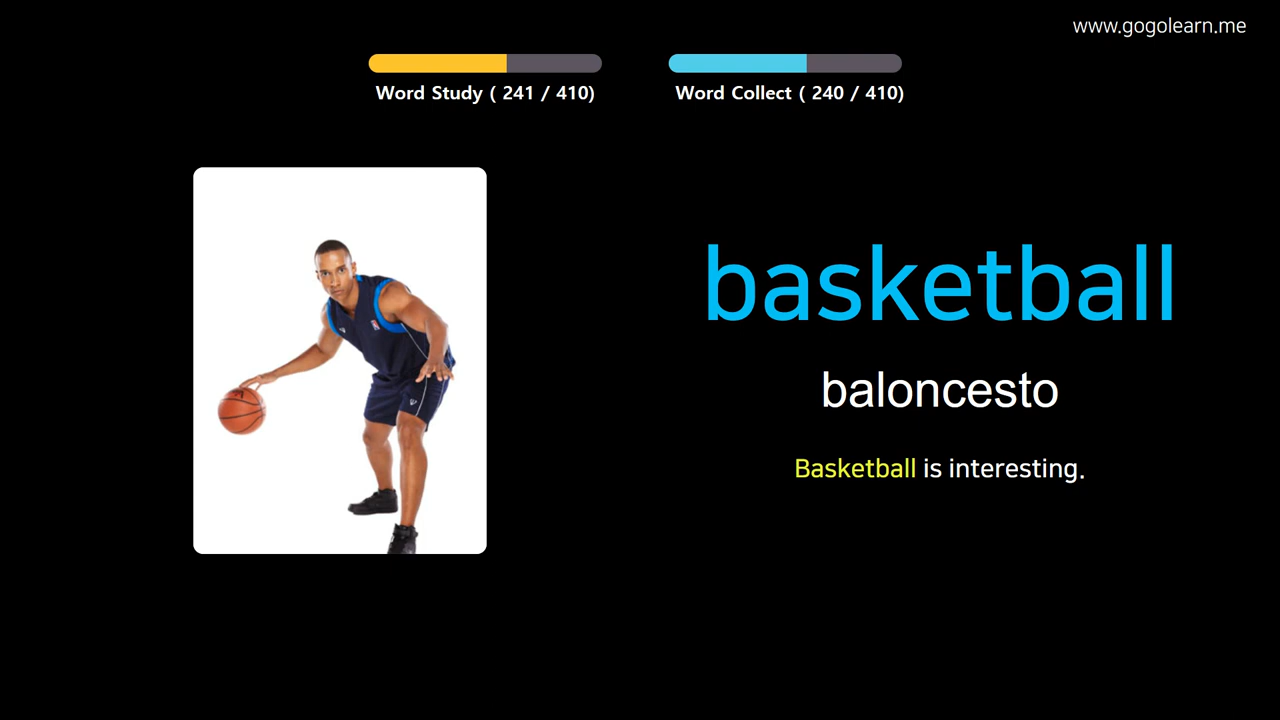 www.gogolearn.me
Word Study ( 241 / 410)
Word Collect ( 240 / 410)
basketball
baloncesto
Basketball is interesting.